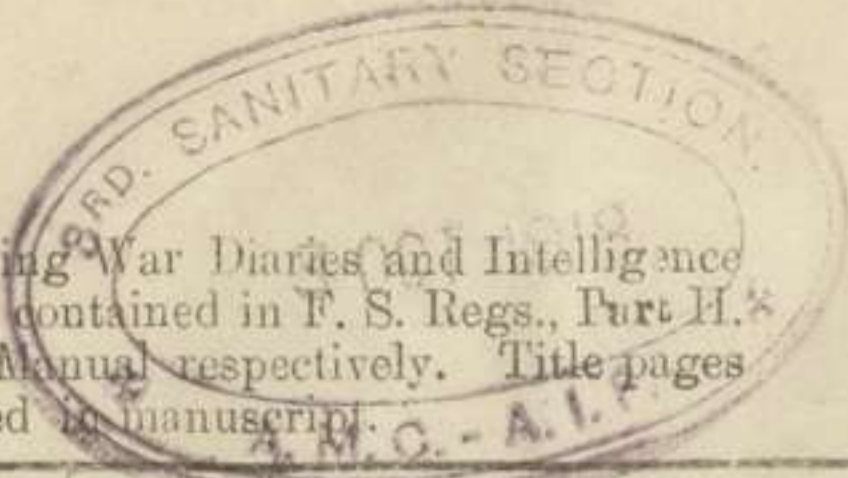 3RD. SANITARY SECTION.
ing War Diaries and Intelligence
contained in F. S. Regs., Part II.
Manual respectively. Title pages
ed in manuscript.
A. M. C. - A. I. F.